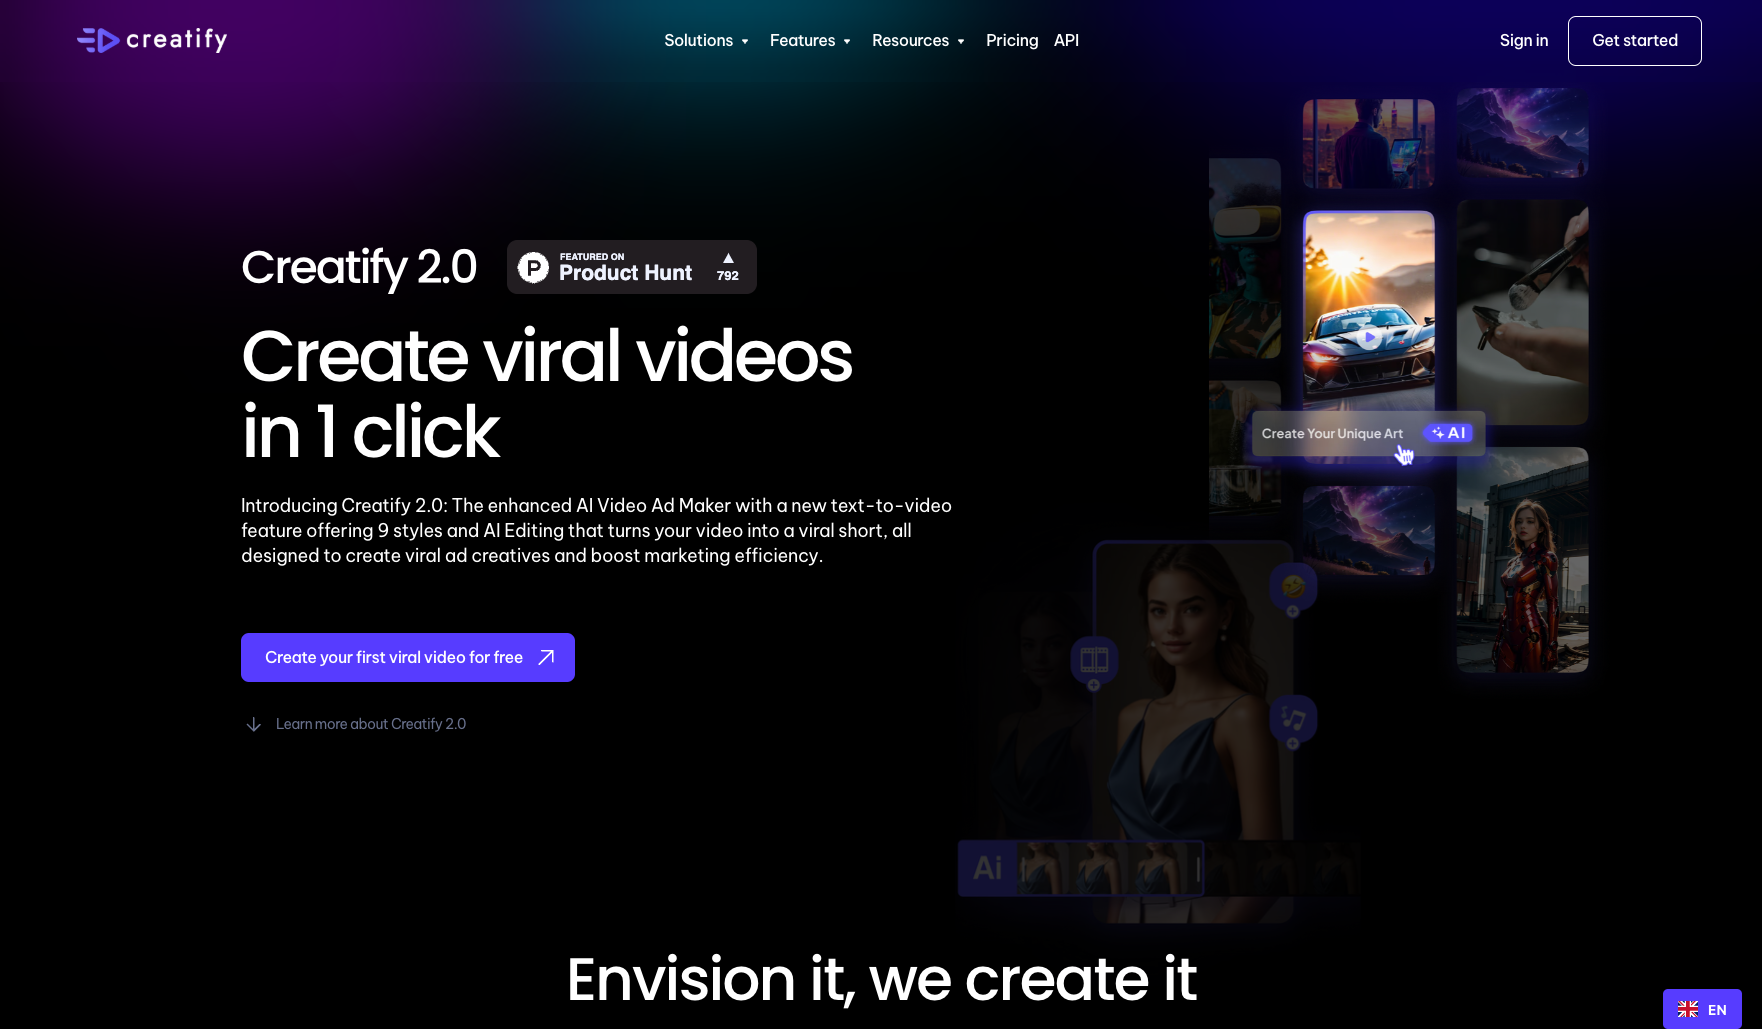 creatify
Solutions
Features
Resources
Pricing
API
Sign in
Get started
Creatify 2.0
P
FEATURED ON
Product Hunt
792
Create viral videos
in 1 click
Introducing Creatify 2.0: The enhanced AI Video Ad Maker with a new text-to-video
feature offering 9 styles and AI Editing that turns your video into a viral short, all
designed to create viral ad creatives and boost marketing efficiency.
Create your first viral video for free
Learn more about Creatify 2.0
Create Your Unique Art
AI
Ai
Envision it, we create it
EN